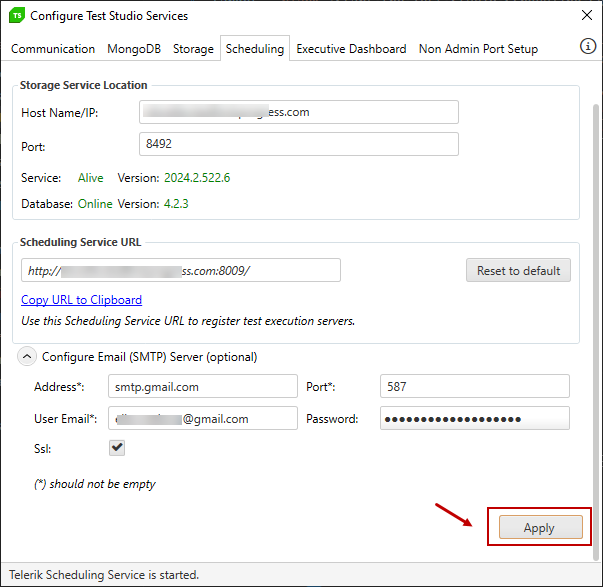 TS Configure Test Studio Services
Communication MongoDB Storage Scheduling Executive Dashboard Non Admin Port Setup
Storage Service Location
Host Name/IP: ess.com
Port: 8492
Service: Alive Version: 2024.2.522.6
Database: Online Version: 4.2.3
Scheduling Service URL
http:// ss.com:8009/ Reset to default
Copy URL to Clipboard
Use this Scheduling Service URL to register test execution servers.
Configure Email (SMTP) Server (optional)
Address*: smtp.gmail.com Port*: 587
User Email*: @gmail.com Password: ●●●●●●●●●●●●●●●●●●●
Ssl:
(*) should not be empty
Apply
Telerik Scheduling Service is started.